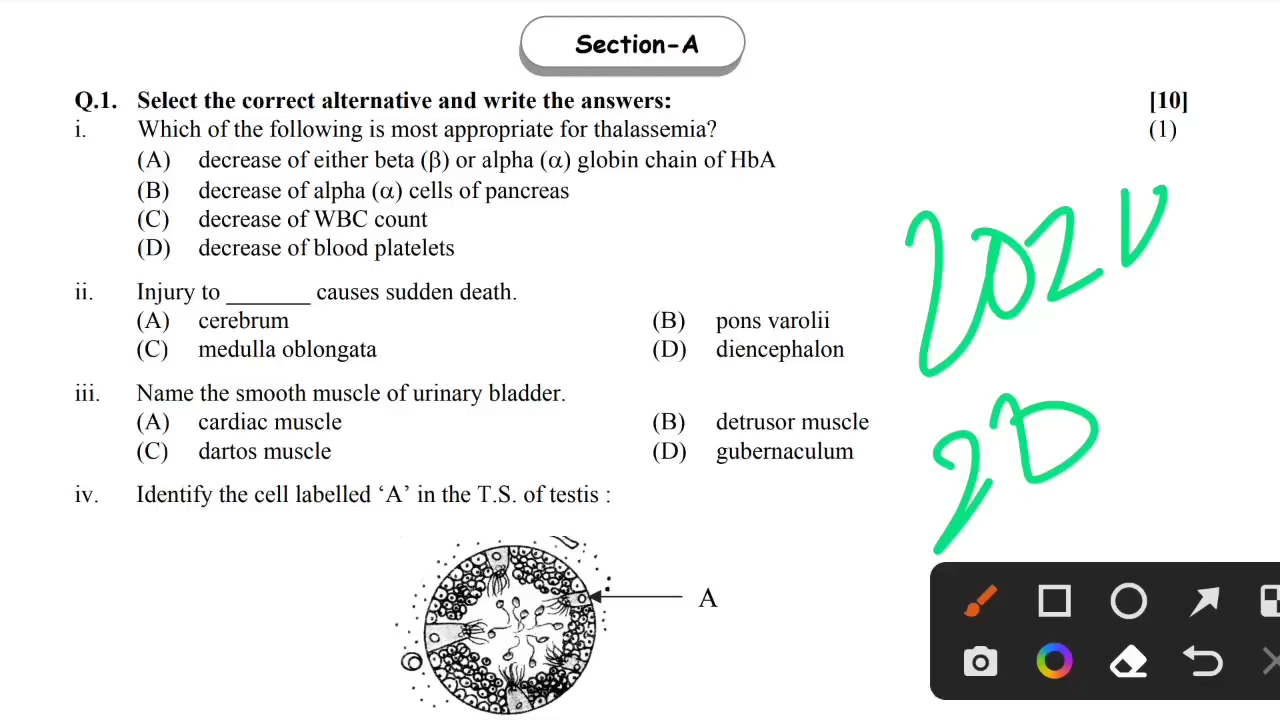 Section-A
Q.1. Select the correct alternative and write the answers: [10]
i. Which of the following is most appropriate for thalassemia? (1)
(A) decrease of either beta (β) or alpha (α) globin chain of HbA
(B) decrease of alpha (α) cells of pancreas
(C) decrease of WBC count
(D) decrease of blood platelets
ii. Injury to _______ causes sudden death.
(A) cerebrum (B) pons varolii
(C) medulla oblongata (D) diencephalon
iii. Name the smooth muscle of urinary bladder.
(A) cardiac muscle (B) detrusor muscle
(C) dartos muscle (D) gubernaculum
iv. Identify the cell labelled ‘A’ in the T.S. of testis :
A